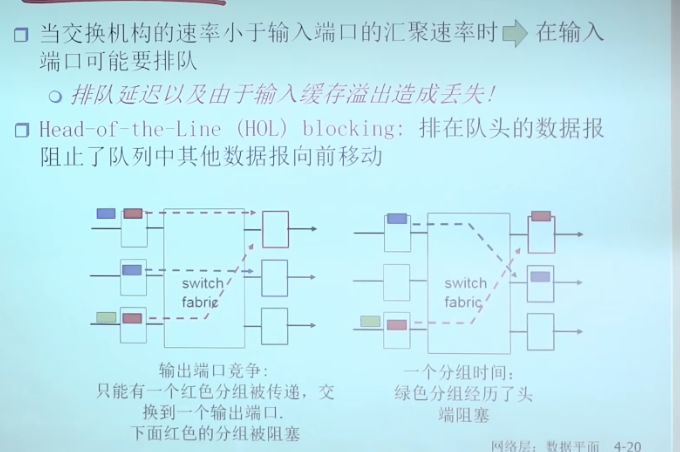 当交换机构的速率小于输入端口的汇聚速率时 在输入
端口可能要排队
排队延迟以及由于输入缓存溢出造成丢失!
Head-of-the-Line (HOL) blocking: 排在队头的数据报
阻止了队列中其他数据报向前移动
switch
fabric
switch
fabric
输出端口竞争:
只能有一个红色分组被传递，交
换到一个输出端口.
下面红色的分组被阻塞
一个分组时间:
绿色分组经历了头
端阻塞
网络层: 数据平面 4-20